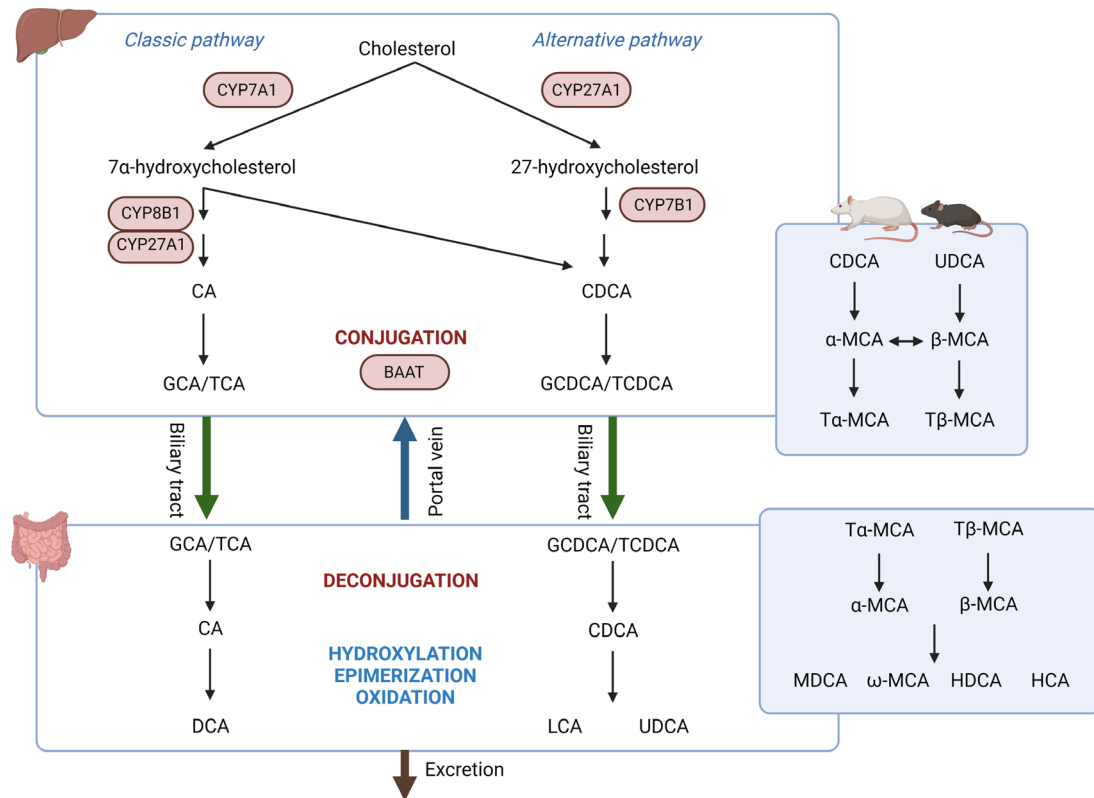 Classic pathway
Cholesterol
Alternative pathway
CYP7A1
CYP27A1
7α-hydroxycholesterol
27-hydroxycholesterol
CYP8B1
CYP27A1
CYP7B1
CA
CDCA
CONJUGATION
BAAT
GCA/TCA
GCDCA/TCDCA
CDCA
UDCA
α-MCA
β-MCA
Tα-MCA
Tβ-MCA
Biliary tract
Portal vein
Biliary tract
GCA/TCA
GCDCA/TCDCA
DECONJUGATION
CA
CDCA
HYDROXYLATION
EPIMERIZATION
OXIDATION
DCA
LCA
UDCA
Tα-MCA
Tβ-MCA
α-MCA
β-MCA
MDCA
ω-MCA
HDCA
HCA
Excretion